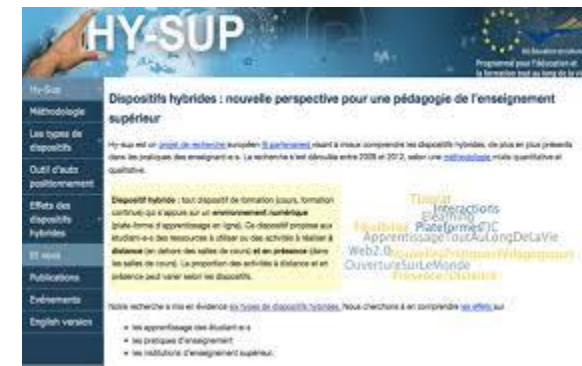 HY-SUP
Programme pour l'éducation et
la formation tout au long de la vie
Hy-Sup
Méthodologie
Les types de
dispositifs
Outil d'auto
positionnement
Effets des
dispositifs
hybrides
Et vous
Publications
Evénements
English version
Dispositifs hybrides : nouvelle perspective pour une pédagogie de l'enseignement
supérieur
Hy-sup est un projet de recherche européen (6 partenaires) visant à mieux comprendre les dispositifs hybrides, de plus en plus présents
dans les pratiques des enseignant-e-s. La recherche s'est déroulée entre 2009 et 2012, selon une méthodologie mixte quantitative et
qualitative.
Dispositif hybride : tout dispositif de formation (cours, formation
continue) qui s'appuie sur un environnement numérique
(plate-forme d'apprentissage en ligne). Ce dispositif propose aux
étudiant-e-s des ressources à utiliser ou des activités à réaliser à
distance (en dehors des salles de cours) et en présence (dans
les salles de cours). La proportion des activités à distance et en
présence peut varier selon les dispositifs.
Tutorat
Interactions
Elearning
Flexibilité Plateformes TIC
ApprentissageToutAuLongDeLaVie
Web2.0
OuvertureSurLeMonde
Présence/Distance
Notre recherche a mis en évidence six types de dispositifs hybrides. Nous cherchons à en comprendre les effets sur
les apprentissage des étudiant-e-s
les pratiques d'enseignement
les institutions d'enseignement supérieur.